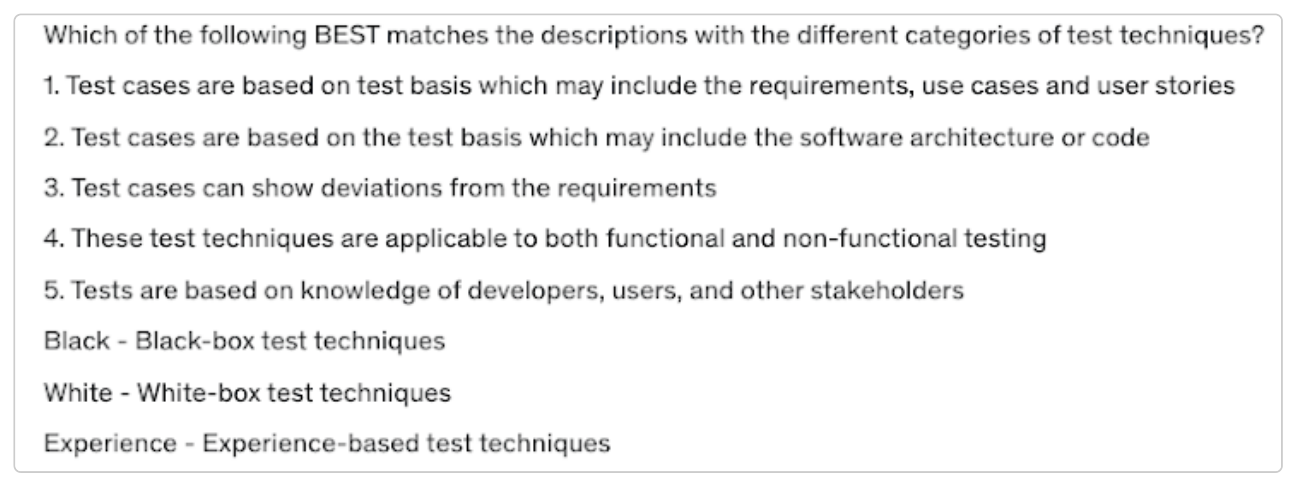 Which of the following BEST matches the descriptions with the different categories of test techniques?
1. Test cases are based on test basis which may include the requirements, use cases and user stories
2. Test cases are based on the test basis which may include the software architecture or code
3. Test cases can show deviations from the requirements
4. These test techniques are applicable to both functional and non-functional testing
5. Tests are based on knowledge of developers, users, and other stakeholders
Black - Black-box test techniques
White - White-box test techniques
Experience - Experience-based test techniques